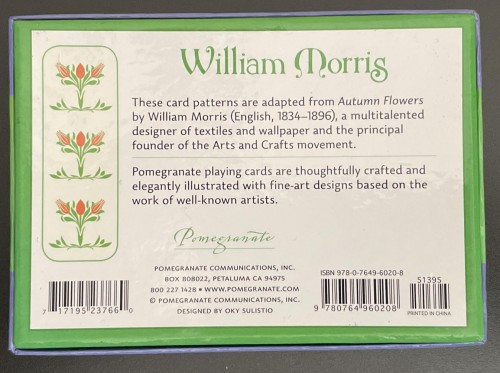 William Morris
These card patterns are adapted from Autumn Flowers
by William Morris (English, 1834–1896), a multitalented
designer of textiles and wallpaper and the principal
founder of the Arts and Crafts movement.
Pomegranate playing cards are thoughtfully crafted and
elegantly illustrated with fine-art designs based on the
work of well-known artists.
Pomegranate
POMEGRANATE COMMUNICATIONS, INC.
BOX 808022, PETALUMA CA 94975
800 227 1428 • WWW.POMEGRANATE.COM
© POMEGRANATE COMMUNICATIONS, INC.
DESIGNED BY OKY SULISTIO
7 17195 23766 0
ISBN 978-0-7649-6020-8
51395
9 780764 960208
PRINTED IN CHINA